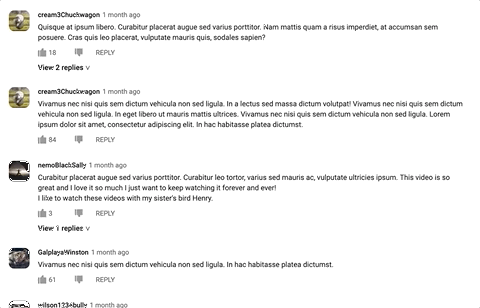 cream3Chuckwagon 1 month ago
Quisque at ipsum libero. Curabitur placerat augue sed varius porttitor. Nam mattis quam a risus imperdiet, at accumsan sem
posuere. Cras quis leo placerat, vulputate mauris quis, sodales sapien?
18 REPLY
View 2 replies
cream3Chuckwagon 1 month ago
Vivamus nec nisi quis sem dictum vehicula non sed ligula. In a lectus sed massa dictum volutpat! Vivamus nec nisi quis sem dictum
vehicula non sed ligula. In eget libero ut mauris mattis ultrices. Vivamus nec nisi quis sem dictum vehicula non sed ligula. Lorem
ipsum dolor sit amet, consectetur adipiscing elit. In hac habitasse platea dictumst.
84 REPLY
nemoBlackSally 1 month ago
Curabitur placerat augue sed varius porttitor. Curabitur leo tortor, varius sed mauris ac, vulputate ultricies ipsum. This video is so
great and I love it so much I just want to keep watching it forever and ever!
I like to watch these videos with my sister's bird Henry.
3 REPLY
View 1 replies
GalplayaWinston 1 month ago
Vivamus nec nisi quis sem dictum vehicula non sed ligula. In hac habitasse platea dictumst.
61 REPLY
1 month ago